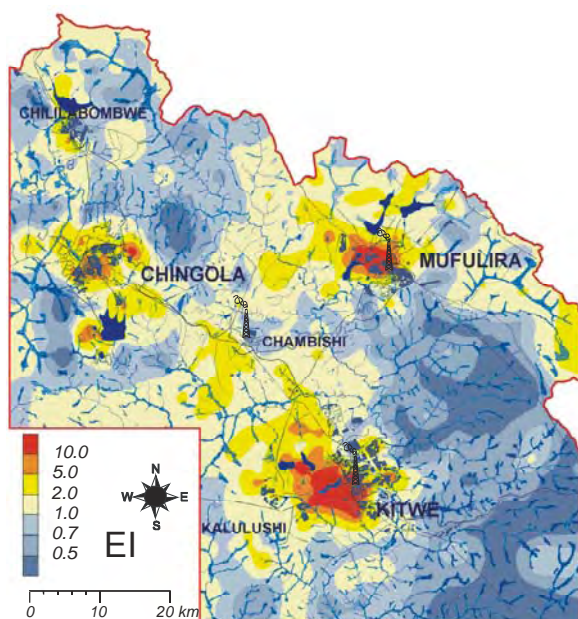 CHILILABOMBWE
MUFULIRA
CHINGOLA
CHAMBISHI
10.0
5.0
2.0
1.0
0.7
0.5
N
W E
S
EI
KITWE
KALULUSHI
0 10 20 km